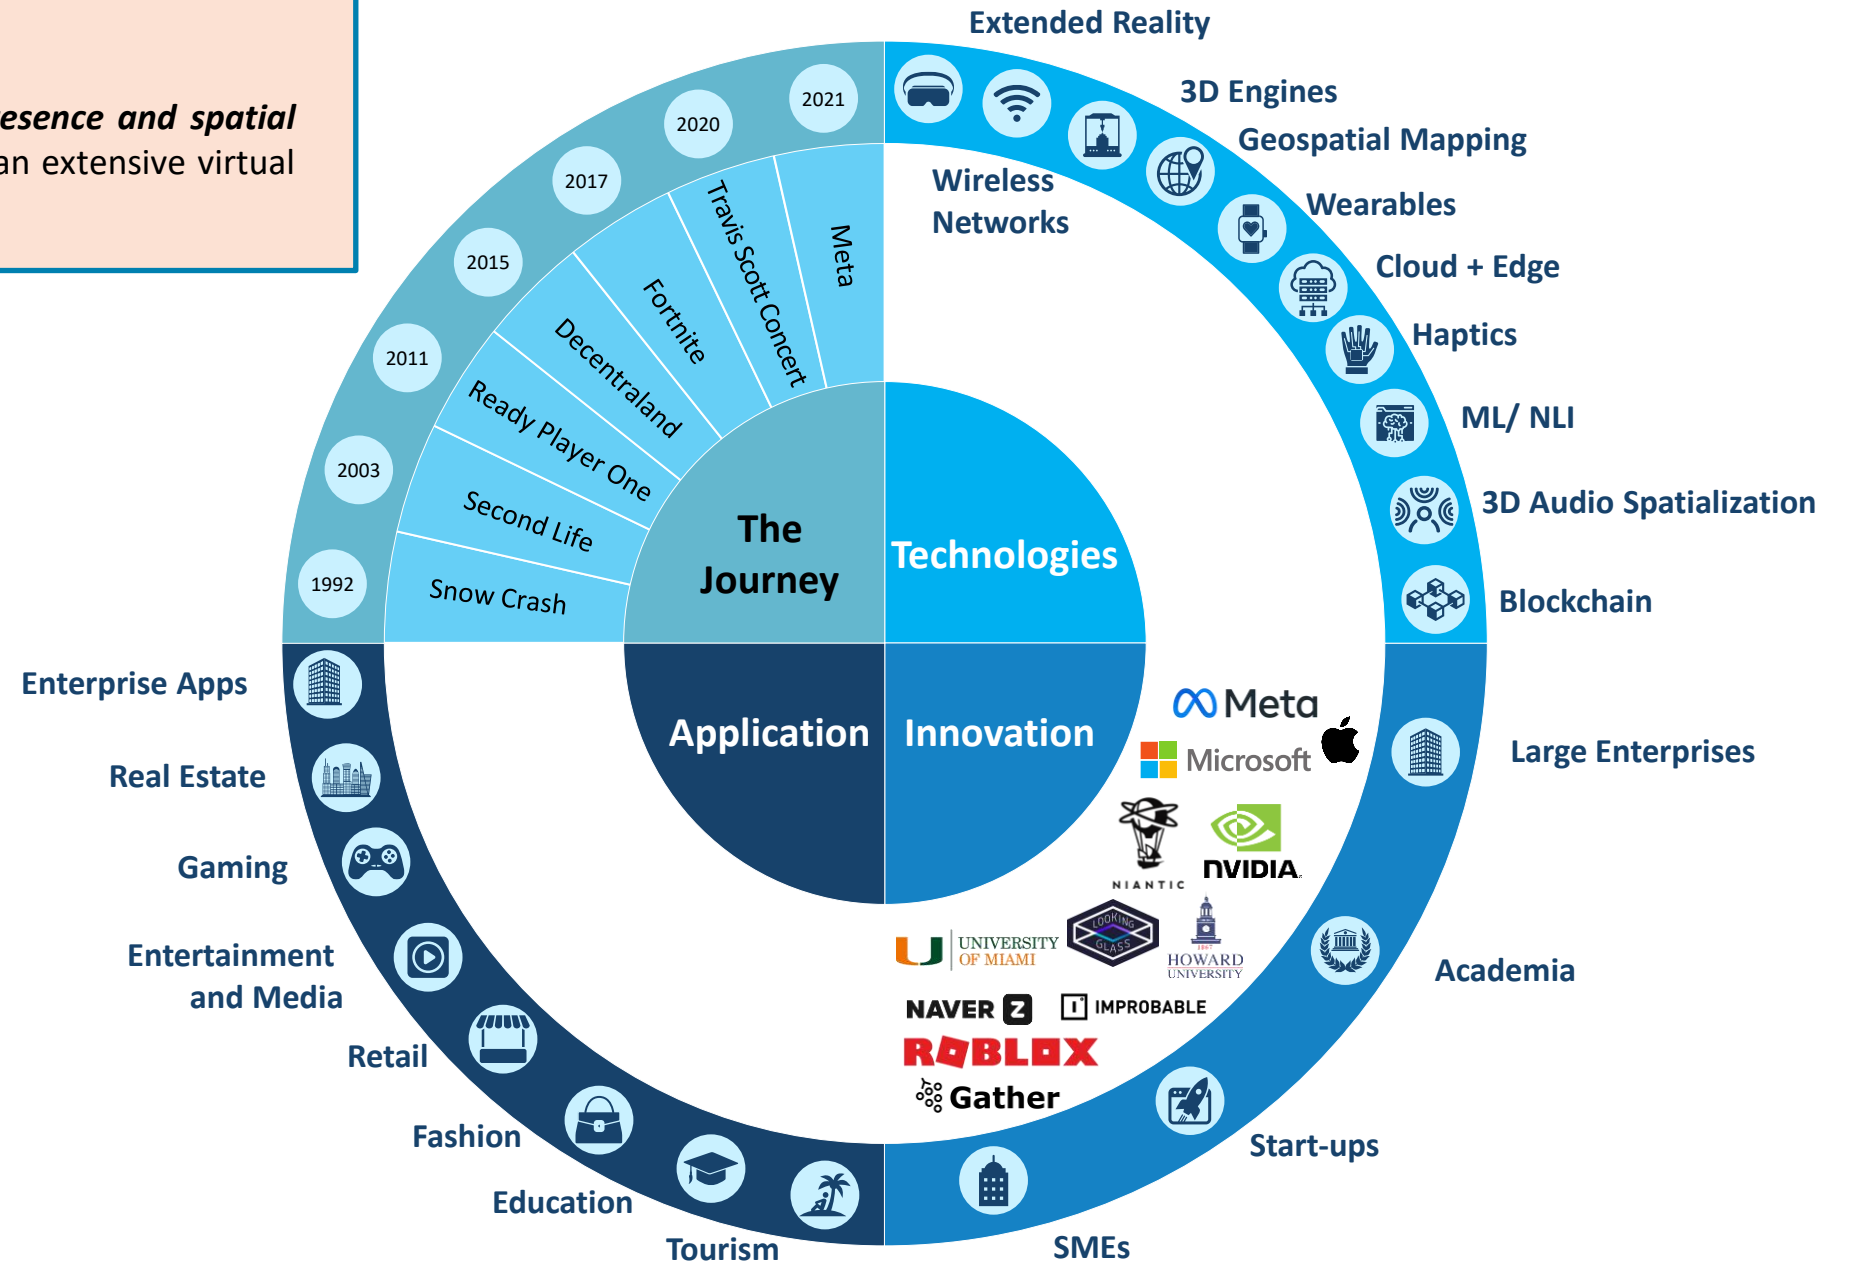 esence and spatial
an extensive virtual
Extended Reality
3D Engines
Geospatial Mapping
Wireless
Networks
Wearables
Cloud + Edge
Haptics
ML/ NLI
3D Audio Spatialization
Blockchain
2021
2020
2017
2015
2011
2003
1992
Meta
Travis Scott Concert
Fortnite
Decentraland
Ready Player One
Second Life
Snow Crash
The
Journey
Technologies
Application
Innovation
Enterprise Apps
Real Estate
Gaming
Entertainment
and Media
Retail
Fashion
Education
Tourism
Meta
Microsoft
NIANTIC
NVIDIA.
UNIVERSITY
OF MIAMI
LOOKING
GLASS
1867
HOWARD
UNIVERSITY
NAVER Z
IMPROBABLE
ROBLOX
Gather
Large Enterprises
Academia
Start-ups
SMEs